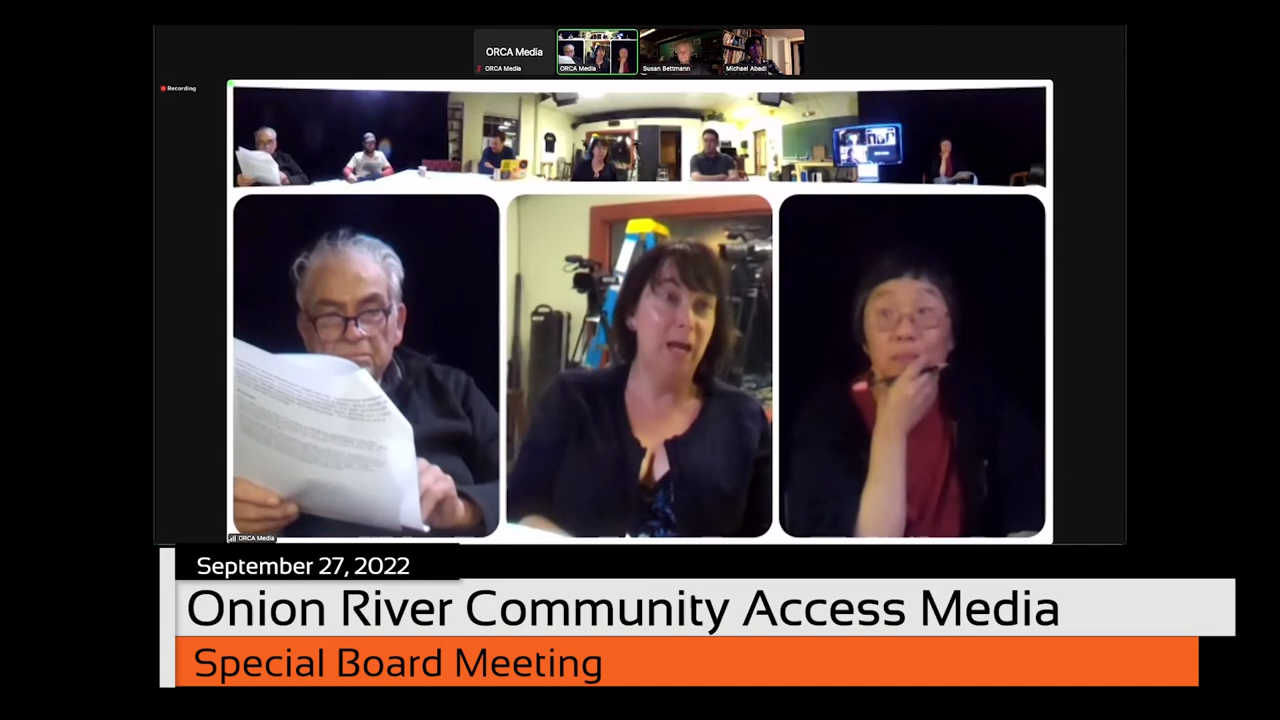 ORCA Media
ORCA Media
ORCA Media
Susan Bettmann
Michael Abadi
Recording
ORCA Media
September 27, 2022
Onion River Community Access Media
Special Board Meeting